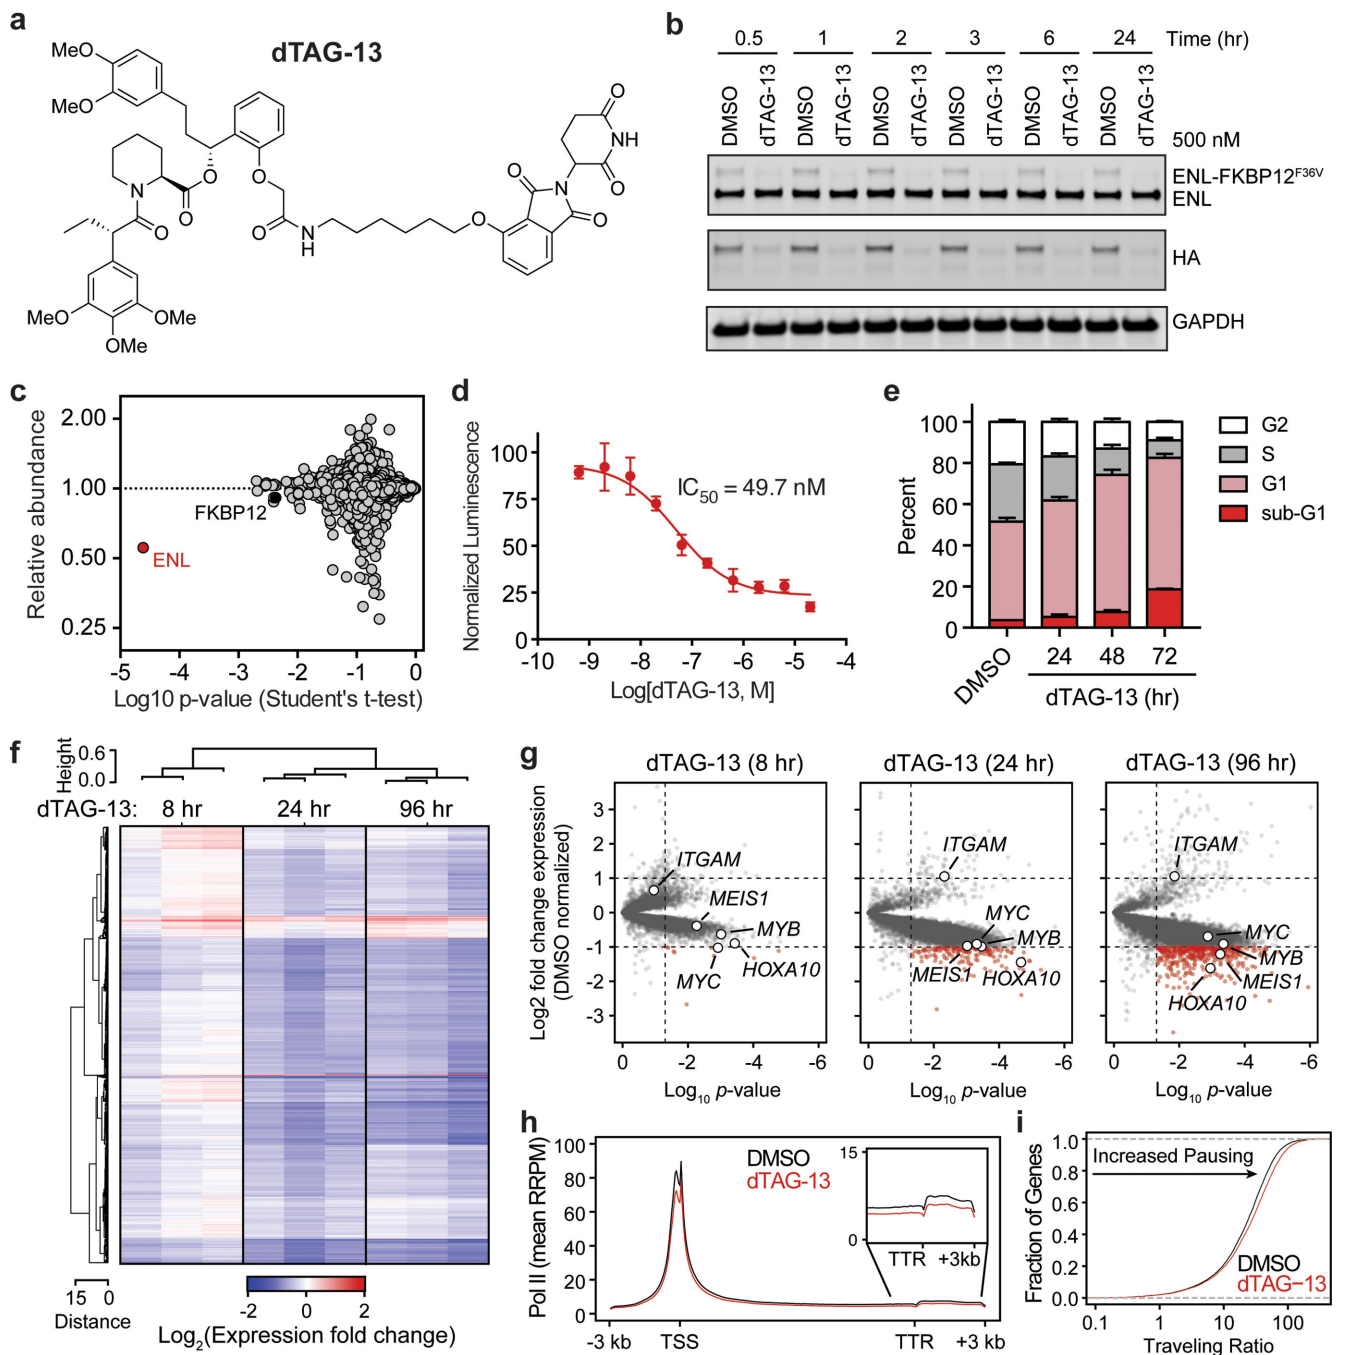 a
dTAG-13
MeO
MeO
O
O
N
O
O
O
O
N
H
O
O
N
O
O
NH
O
MeO
OMe
OMe
b
0.5 1 2 3 6 24 Time (hr)
DMSO dTAG-13 DMSO dTAG-13 DMSO dTAG-13 DMSO dTAG-13 DMSO dTAG-13 DMSO dTAG-13
500 nM
ENL-FKBP12F36V
ENL
HA
GAPDH
c
Relative abundance
2.00
1.00
0.50
0.25
FKBP12
ENL
-5 -4 -3 -2 -1 0
Log10 p-value (Student's t-test)
d
Normalized Luminescence
100
75
50
25
0
IC50 = 49.7 nM
-10 -9 -8 -7 -6 -5 -4
Log[dTAG-13, M]
e
Percent
100
80
60
40
20
0
G2
S
G1
sub-G1
DMSO 24 48 72
dTAG-13 (hr)
f
Height
0.6
0.0
dTAG-13: 8 hr 24 hr 96 hr
15 0
Distance
-2 0 2
Log2(Expression fold change)
g
Log2 fold change expression
(DMSO normalized)
dTAG-13 (8 hr)
3
2
1
0
-1
-2
-3
ITGAM
MEIS1
MYB
MYC
HOXA10
0 -2 -4 -6
Log10 p-value
dTAG-13 (24 hr)
ITGAM
MYC
MYB
MEIS1
HOXA10
0 -2 -4 -6
Log10 p-value
dTAG-13 (96 hr)
ITGAM
MYC
MYB
MEIS1
HOXA10
0 -2 -4 -6
Log10 p-value
h
Pol II (mean RRPM)
100
80
60
40
20
0
DMSO
dTAG-13
15
0
TTR +3kb
-3 kb TSS TTR +3 kb
i
Fraction of Genes
1.0
0.8
0.6
0.4
0.2
0.0
Increased Pausing
DMSO
dTAG-13
0.1 1 10 100
Traveling Ratio